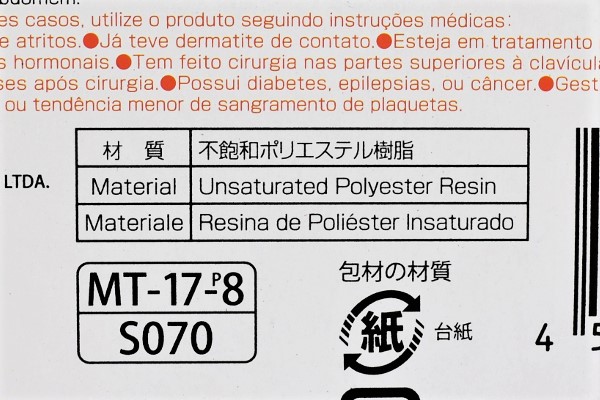 es casos, utilize o produto seguindo instruções médicas:
e atritos.●Já teve dermatite de contato.●Esteja em tratamento
s hormonais.●Tem feito cirurgia nas partes superiores à clavícula
ses após cirurgia.●Possui diabetes, epilepsias, ou câncer.●Gest
ou tendência menor de sangramento de plaquetas.
LTDA.
材 質 不飽和ポリエステル樹脂
Material Unsaturated Polyester Resin
Materiale Resina de Poliéster Insaturado
MT-17-P8
S070
包材の材質
紙 台紙
4 5